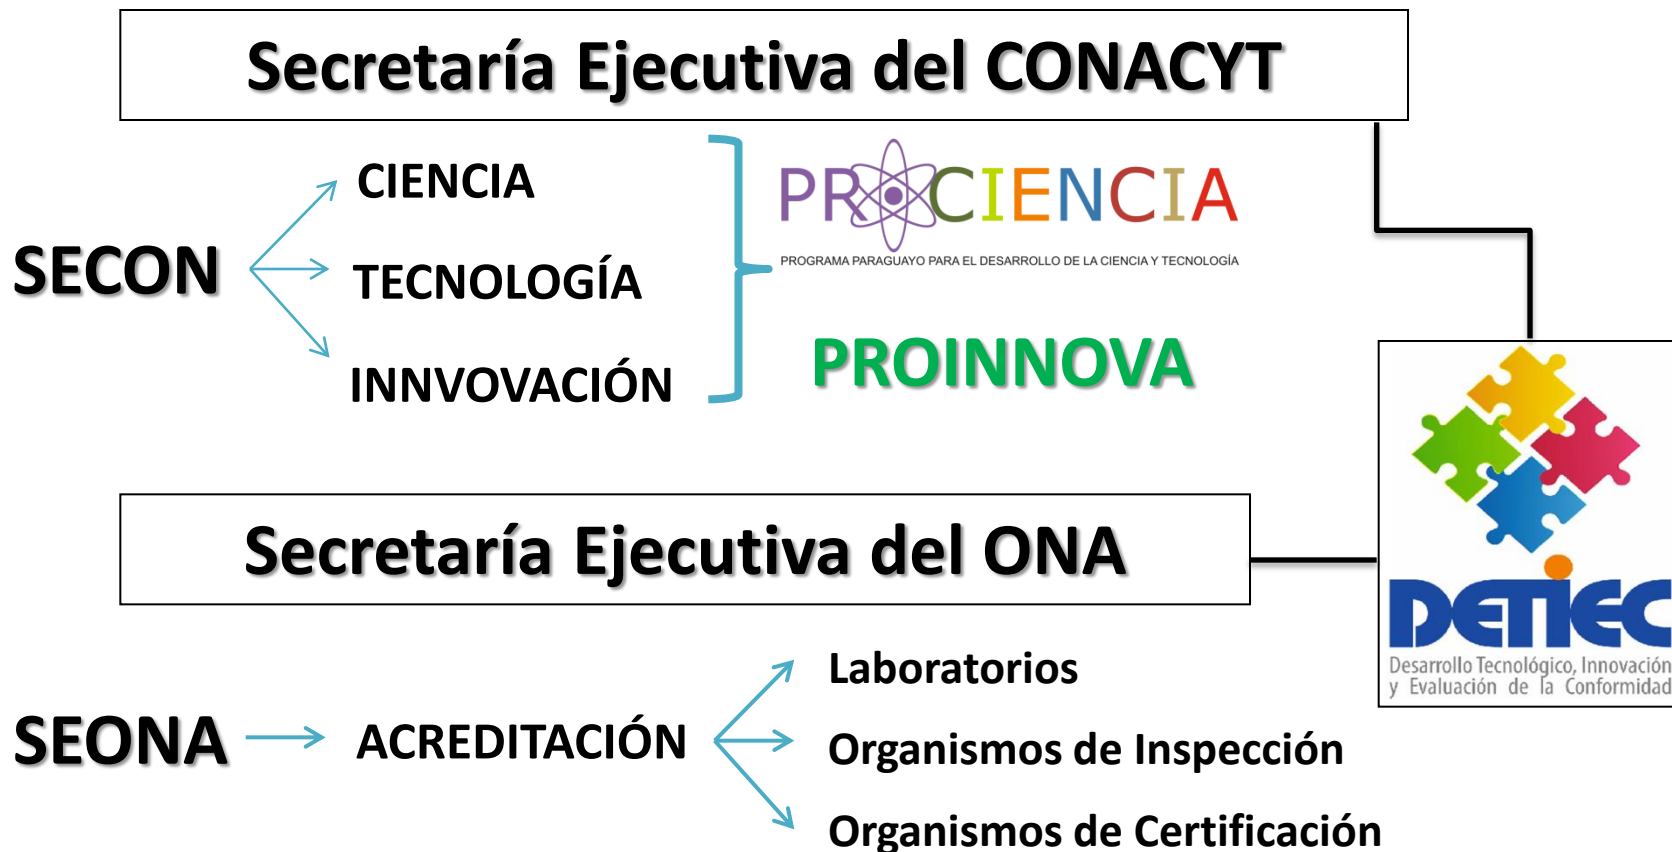 Secretaría Ejecutiva del CONACYT
SECON
CIENCIA
TECNOLOGÍA
INNVOVACIÓN
PROCIENCIA
PROGRAMA PARAGUAYO PARA EL DESARROLLO DE LA CIENCIA Y TECNOLOGÍA
PROINNOVA
Secretaría Ejecutiva del ONA
DETIEC
Desarrollo Tecnológico, Innovación
y Evaluación de la Conformidad
SEONA
ACREDITACIÓN
Laboratorios
Organismos de Inspección
Organismos de Certificación